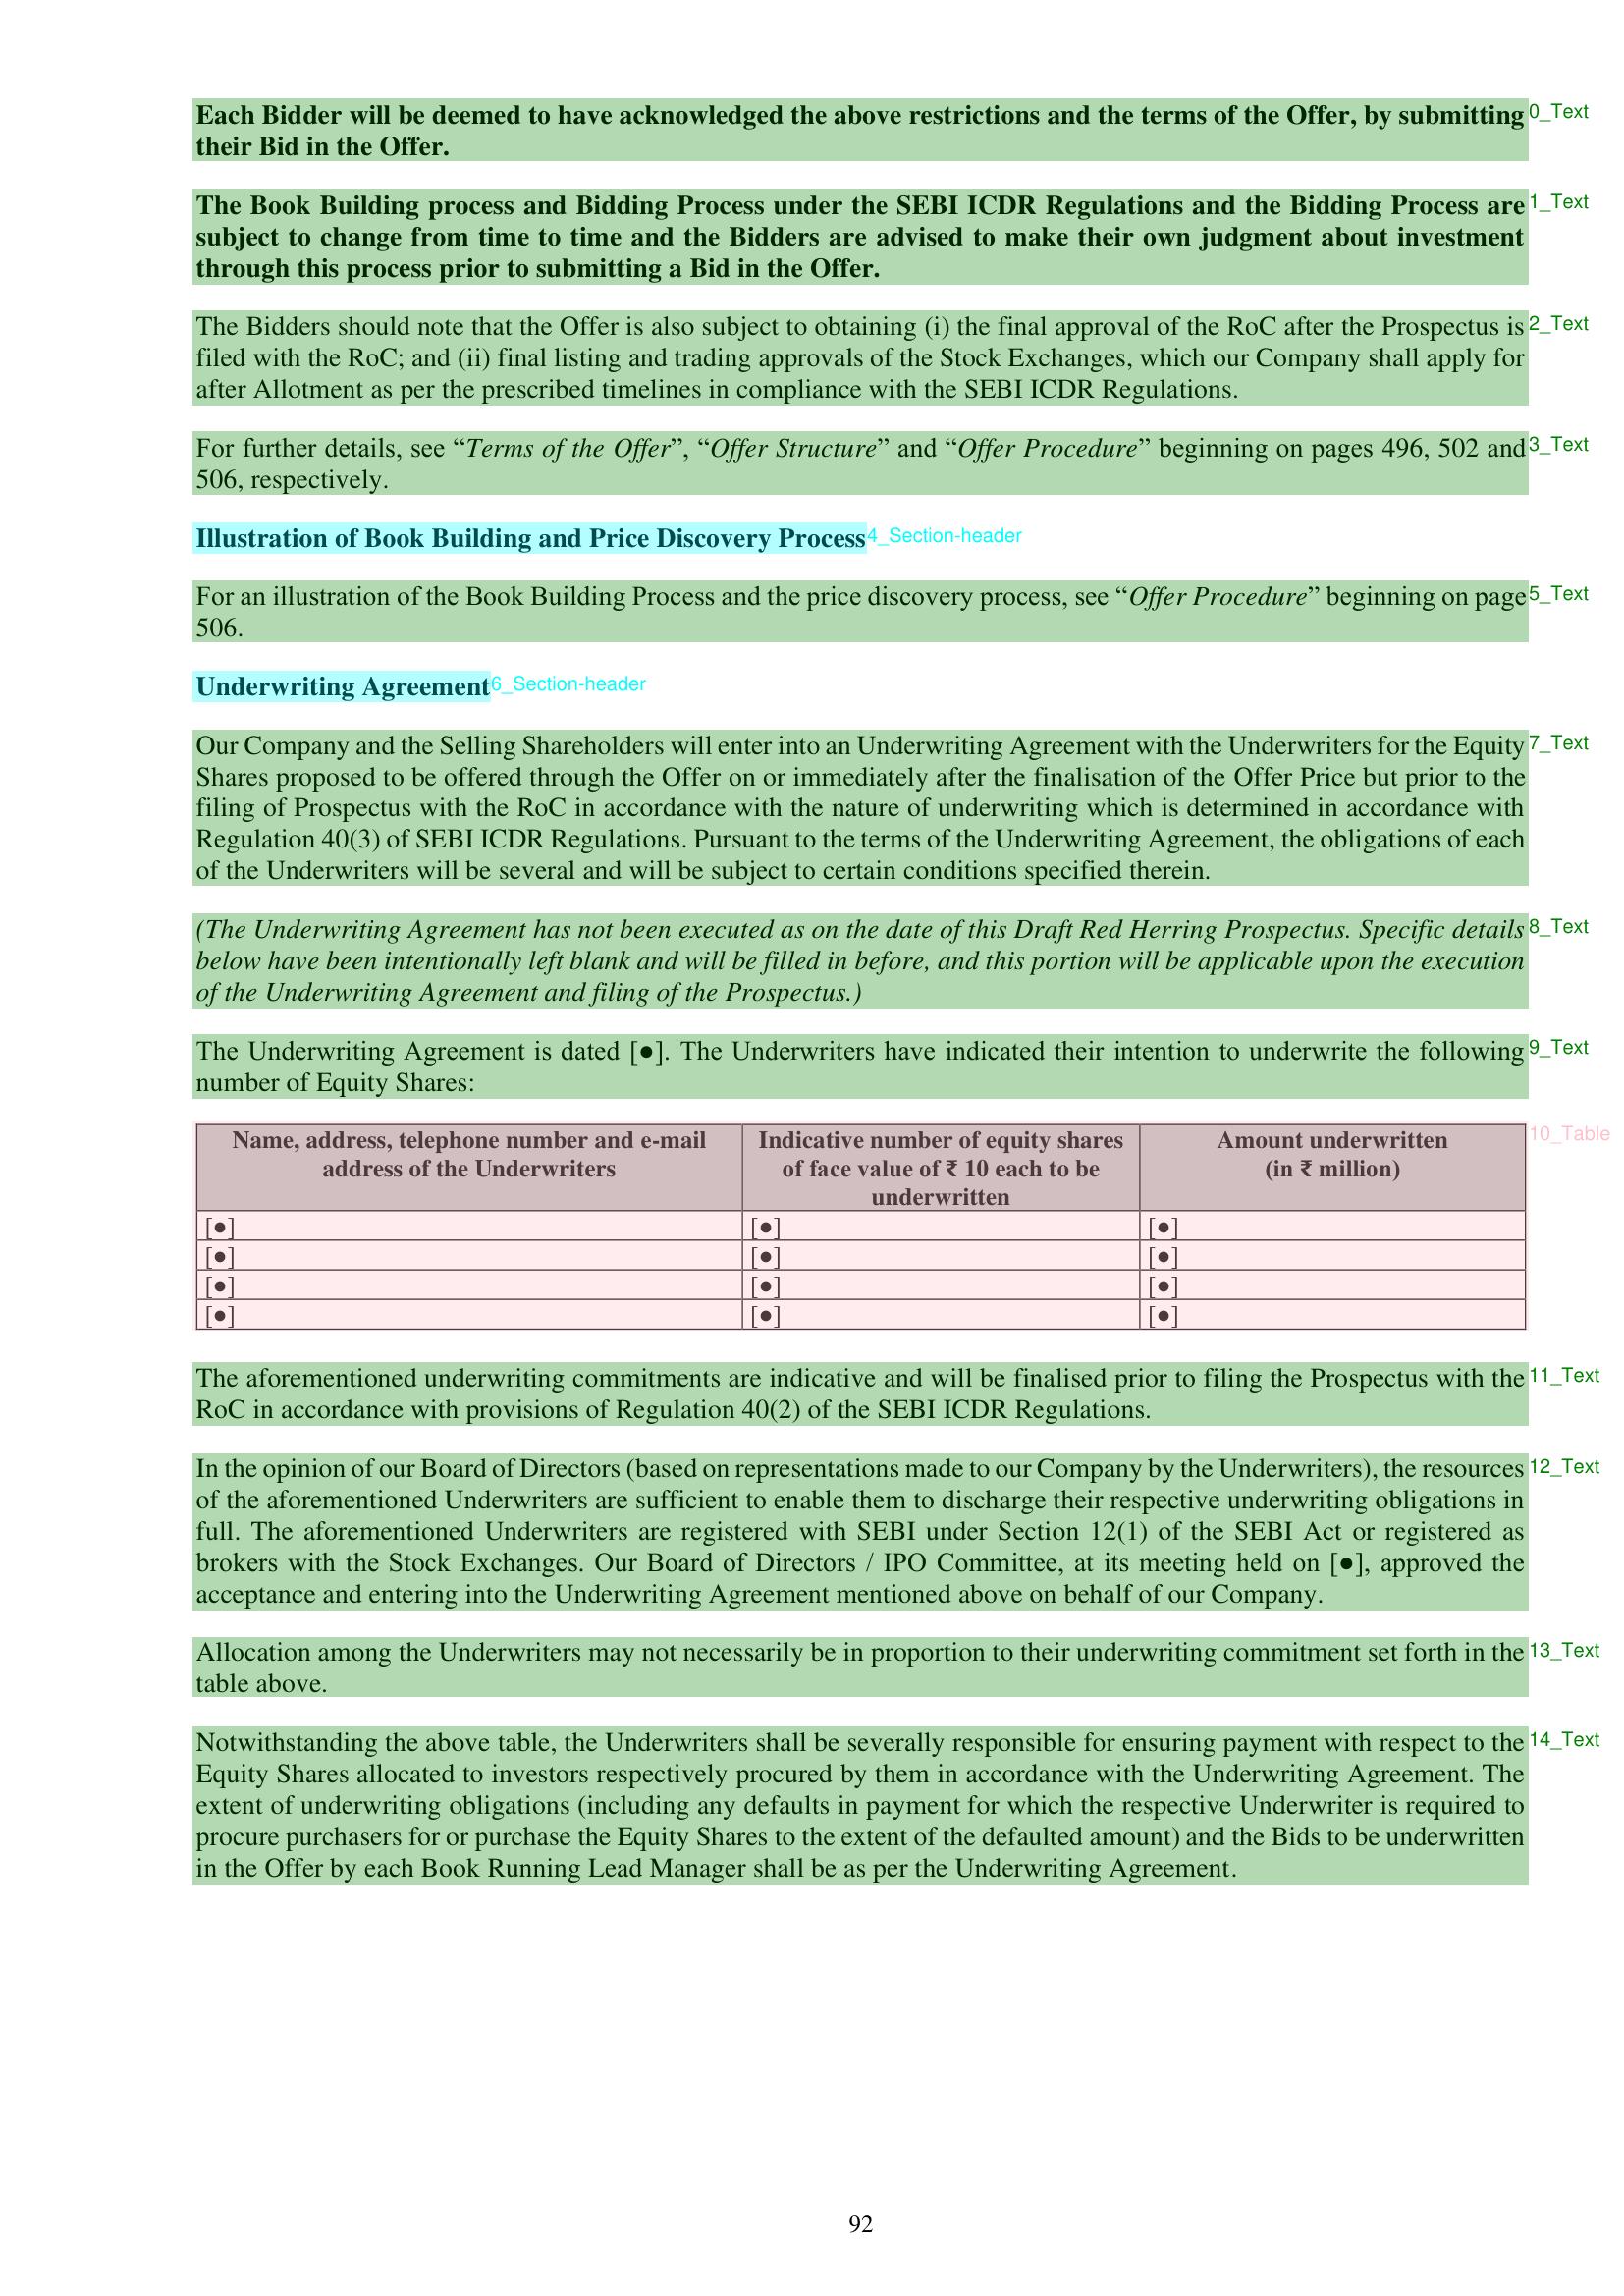 Each Bidder will be deemed to have acknowledged the above restrictions and the terms of the Offer, by submitting 0_Text
their Bid in the Offer.
The Book Building process and Bidding Process under the SEBI ICDR Regulations and the Bidding Process are 1_Text
subject to change from time to time and the Bidders are advised to make their own judgment about investment
through this process prior to submitting a Bid in the Offer.
The Bidders should note that the Offer is also subject to obtaining (i) the final approval of the RoC after the Prospectus is 2_Text
filed with the RoC; and (ii) final listing and trading approvals of the Stock Exchanges, which our Company shall apply for
after Allotment as per the prescribed timelines in compliance with the SEBI ICDR Regulations.
For further details, see “Terms of the Offer”, “Offer Structure” and “Offer Procedure” beginning on pages 496, 502 and 3_Text
506, respectively.
Illustration of Book Building and Price Discovery Process 4_Section-header
For an illustration of the Book Building Process and the price discovery process, see “Offer Procedure” beginning on page 5_Text
506.
Underwriting Agreement 6_Section-header
Our Company and the Selling Shareholders will enter into an Underwriting Agreement with the Underwriters for the Equity 7_Text
Shares proposed to be offered through the Offer on or immediately after the finalisation of the Offer Price but prior to the
filing of Prospectus with the RoC in accordance with the nature of underwriting which is determined in accordance with
Regulation 40(3) of SEBI ICDR Regulations. Pursuant to the terms of the Underwriting Agreement, the obligations of each
of the Underwriters will be several and will be subject to certain conditions specified therein.
(The Underwriting Agreement has not been executed as on the date of this Draft Red Herring Prospectus. Specific details 8_Text
below have been intentionally left blank and will be filled in before, and this portion will be applicable upon the execution
of the Underwriting Agreement and filing of the Prospectus.)
The Underwriting Agreement is dated [●]. The Underwriters have indicated their intention to underwrite the following 9_Text
number of Equity Shares:
Name, address, telephone number and e-mail Indicative number of equity shares Amount underwritten 10_Table
address of the Underwriters of face value of ₹ 10 each to be (in ₹ million)
underwritten
[●] [●] [●]
[●] [●] [●]
[●] [●] [●]
[●] [●] [●]
The aforementioned underwriting commitments are indicative and will be finalised prior to filing the Prospectus with the 11_Text
RoC in accordance with provisions of Regulation 40(2) of the SEBI ICDR Regulations.
In the opinion of our Board of Directors (based on representations made to our Company by the Underwriters), the resources 12_Text
of the aforementioned Underwriters are sufficient to enable them to discharge their respective underwriting obligations in
full. The aforementioned Underwriters are registered with SEBI under Section 12(1) of the SEBI Act or registered as
brokers with the Stock Exchanges. Our Board of Directors / IPO Committee, at its meeting held on [●], approved the
acceptance and entering into the Underwriting Agreement mentioned above on behalf of our Company.
Allocation among the Underwriters may not necessarily be in proportion to their underwriting commitment set forth in the 13_Text
table above.
Notwithstanding the above table, the Underwriters shall be severally responsible for ensuring payment with respect to the 14_Text
Equity Shares allocated to investors respectively procured by them in accordance with the Underwriting Agreement. The
extent of underwriting obligations (including any defaults in payment for which the respective Underwriter is required to
procure purchasers for or purchase the Equity Shares to the extent of the defaulted amount) and the Bids to be underwritten
in the Offer by each Book Running Lead Manager shall be as per the Underwriting Agreement.
92